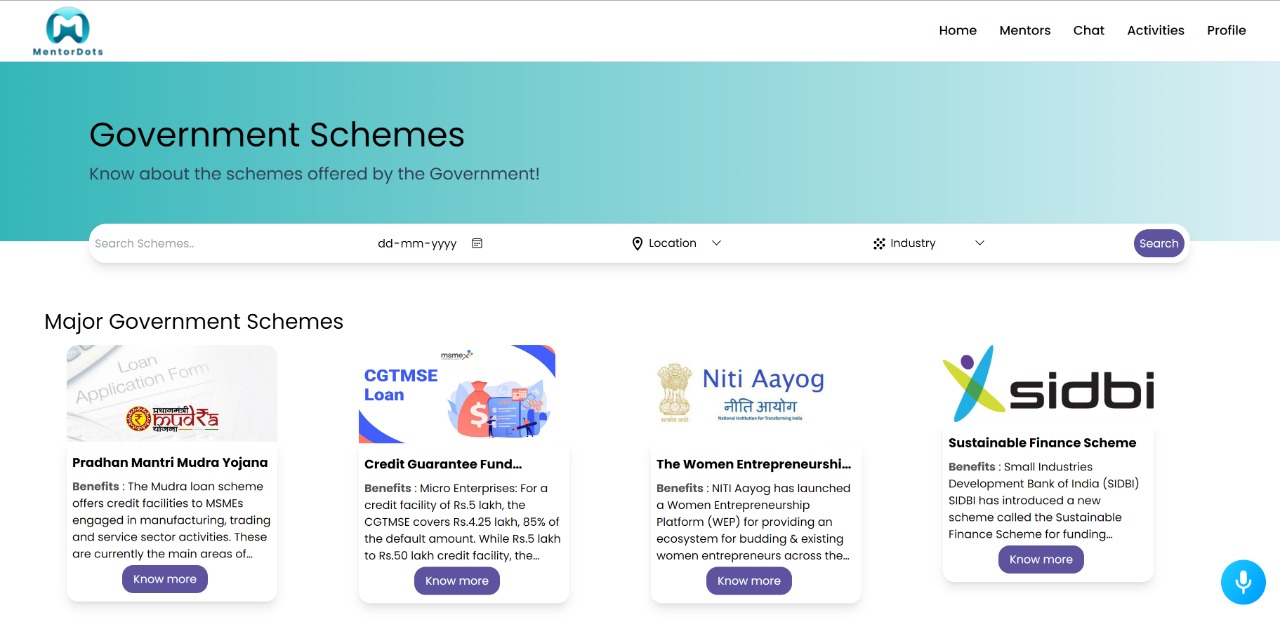 MentorDots
Home Mentors Chat Activities Profile
Government Schemes
Know about the schemes offered by the Government!
Search Schemes..
dd-mm-yyyy
Location
Industry
Search
Major Government Schemes
Loan
Application Form
प्रधानमंत्री
mudra
योजना
Pradhan Mantri Mudra Yojana
Benefits : The Mudra loan scheme
offers credit facilities to MSMEs
engaged in manufacturing, trading
and service sector activities. These
are currently the main areas of...
Know more
msmex
CGTMSE
Loan
$
Credit Guarantee Fund...
Benefits : Micro Enterprises: For a
credit facility of Rs.5 lakh, the
CGTMSE covers Rs.4.25 lakh, 85% of
the default amount. While Rs.5 lakh
to Rs.50 lakh credit facility, the...
Know more
Niti Aayog
नीति आयोग
National Institution for Transforming India
The Women Entrepreneurshi...
Benefits : NITI Aayog has launched
a Women Entrepreneurship
Platform (WEP) for providing an
ecosystem for budding & existing
women entrepreneurs across the...
Know more
sidbi
Sustainable Finance Scheme
Benefits : Small Industries
Development Bank of India (SIDBI)
SIDBI has introduced a new
scheme called the Sustainable
Finance Scheme for funding...
Know more